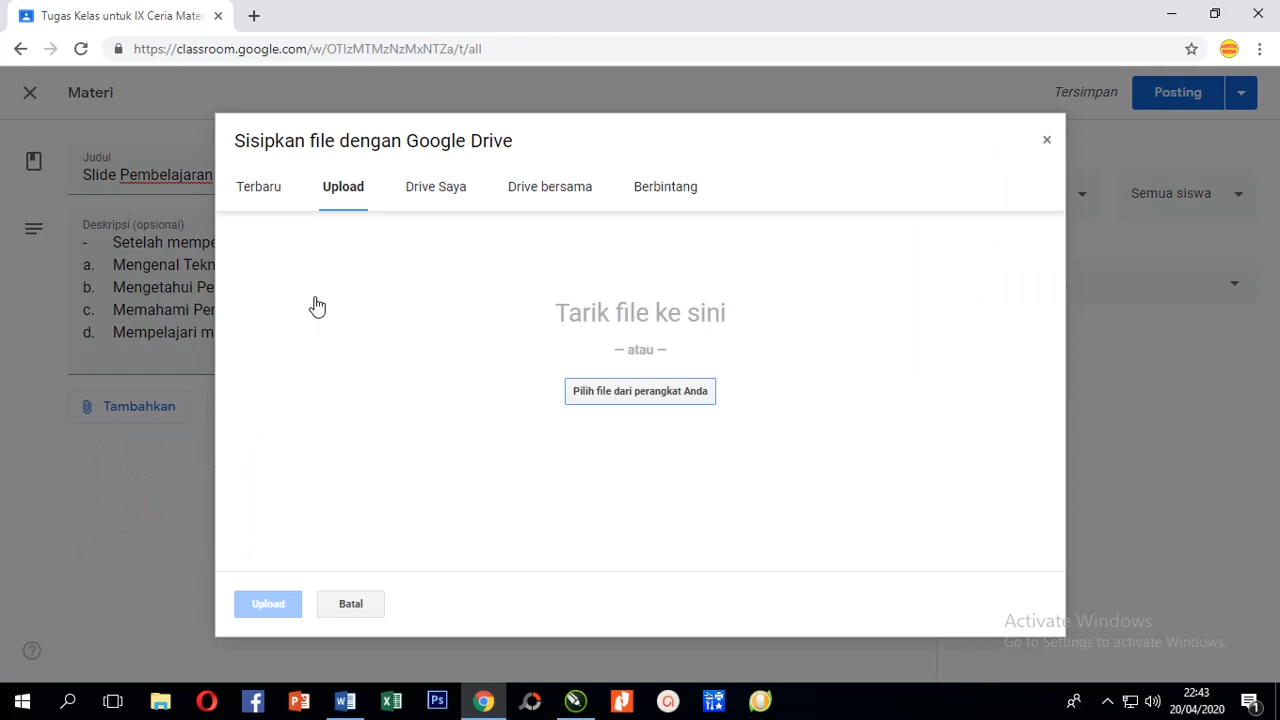 Tugas Kelas untuk IX Ceria Mater
https://classroom.google.com/w/OTIzMTMzNzMxNTZa/t/all
Materi
Tersimpan
Posting
Sisipkan file dengan Google Drive
Terbaru
Upload
Drive Saya
Drive bersama
Berbintang
Judul
Slide Pembelajaran
Semua siswa
Deskripsi (opsional)
- Setelah mempe
a. Mengenal Tekn
b. Mengetahui Pe
c. Memahami Per
d. Mempelajari m
Tambahkan
Tarik file ke sini
— atau —
Pilih file dari perangkat Anda
Upload
Batal
Activate Windows
Go to Settings to activate Windows.
22:43
20/04/2020